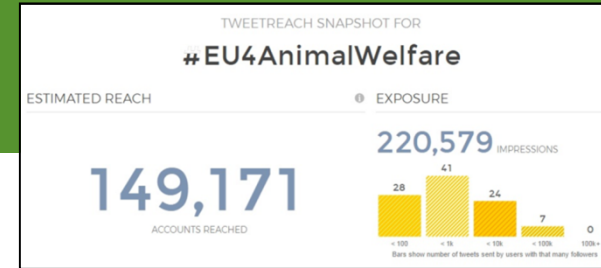 TWEETREACH SNAPSHOT FOR
#EU4AnimalWelfare
ESTIMATED REACH
149,171
ACCOUNTS REACHED
EXPOSURE
220,579 IMPRESSIONS
28 41 24 7 0
< 100 < 1k < 10k < 100k 100k+
Bars show number of tweets sent by users with that many followers